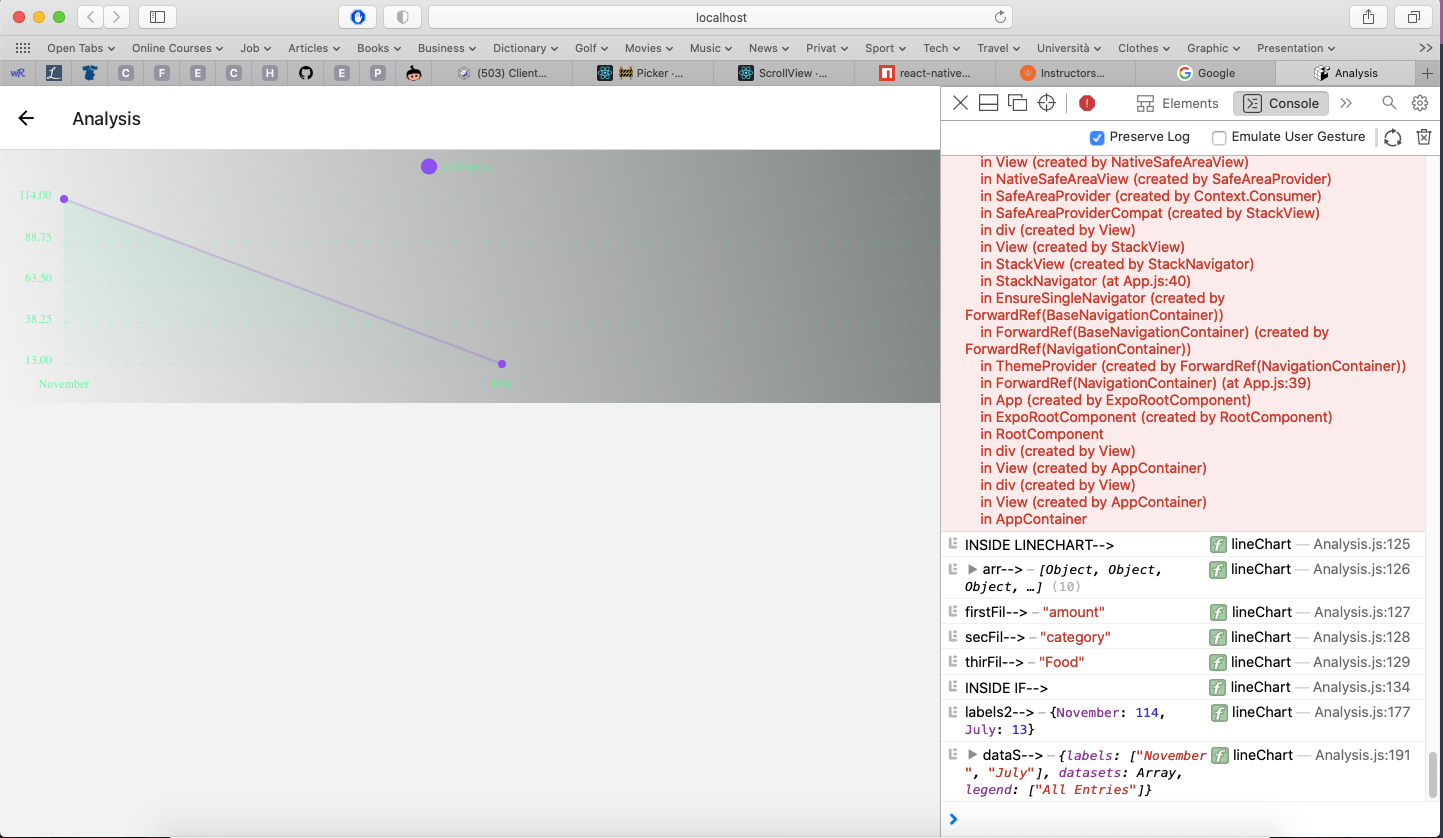 localhost
Open Tabs Online Courses Job Articles Books Business Dictionary Golf Movies Music News Privat Sport Tech Travel Università Clothes Graphic Presentation
wR L C F E C H E P (503) Client... Picker ·... ScrollView ·... react-native... Instructors... Google Analysis
Analysis
114.00
88.75
63.50
38.25
13.00
November July
Elements Console
Preserve Log Emulate User Gesture
in View (created by NativeSafeAreaView)
in NativeSafeAreaView (created by SafeAreaProvider)
in SafeAreaProvider (created by Context.Consumer)
in SafeAreaProviderCompat (created by StackView)
in div (created by View)
in View (created by StackView)
in StackView (created by StackNavigator)
in StackNavigator (at App.js:40)
in EnsureSingleNavigator (created by
ForwardRef(BaseNavigationContainer))
in ForwardRef(BaseNavigationContainer) (created by
ForwardRef(NavigationContainer))
in ThemeProvider (created by ForwardRef(NavigationContainer))
in ForwardRef(NavigationContainer) (at App.js:39)
in App (created by ExpoRootComponent)
in ExpoRootComponent (created by RootComponent)
in RootComponent
in div (created by View)
in View (created by AppContainer)
in div (created by View)
in View (created by AppContainer)
in AppContainer
INSIDE LINECHART--> f lineChart — Analysis.js:125
arr--> – [Object, Object, f lineChart — Analysis.js:126
Object, …] (10)
firstFil--> – "amount" f lineChart — Analysis.js:127
secFil--> – "category" f lineChart — Analysis.js:128
thirFil--> – "Food" f lineChart — Analysis.js:129
INSIDE IF--> f lineChart — Analysis.js:134
labels2--> – {November: 114, f lineChart — Analysis.js:177
July: 13}
dataS--> – {labels: ["November f lineChart — Analysis.js:191
", "July"], datasets: Array,
legend: ["All Entries"]}